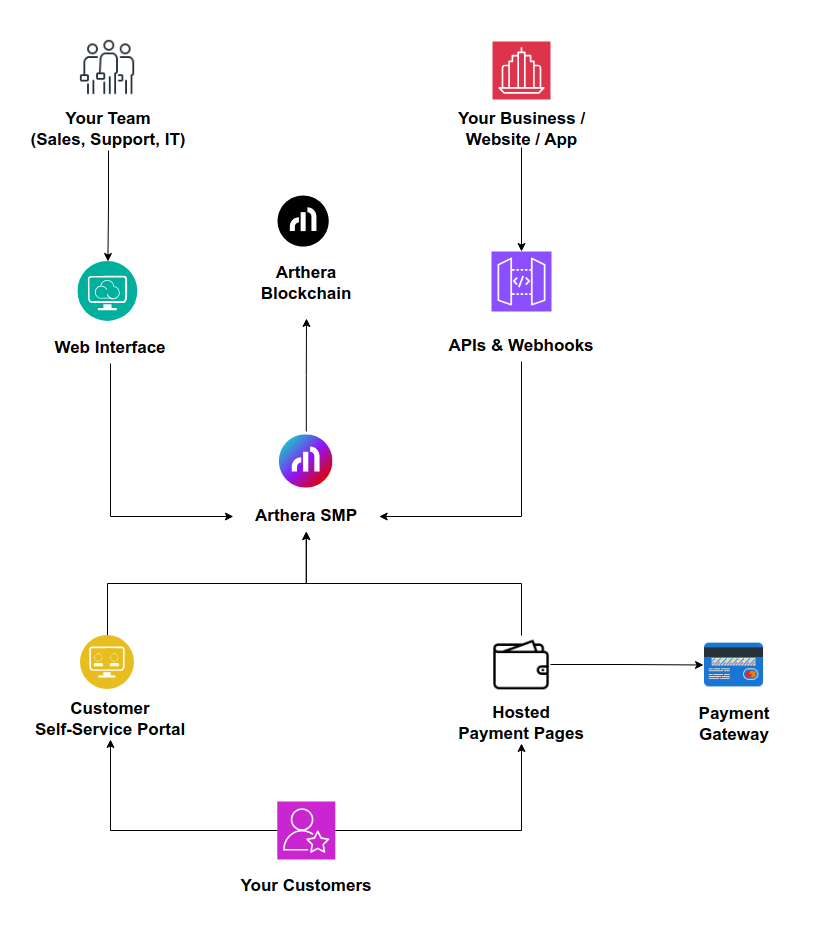 Your Team
(Sales, Support, IT)
Your Business /
Website / App
Arthera
Blockchain
Web Interface
APIs & Webhooks
Arthera SMP
Customer
Self-Service Portal
Hosted
Payment Pages
Payment
Gateway
Your Customers